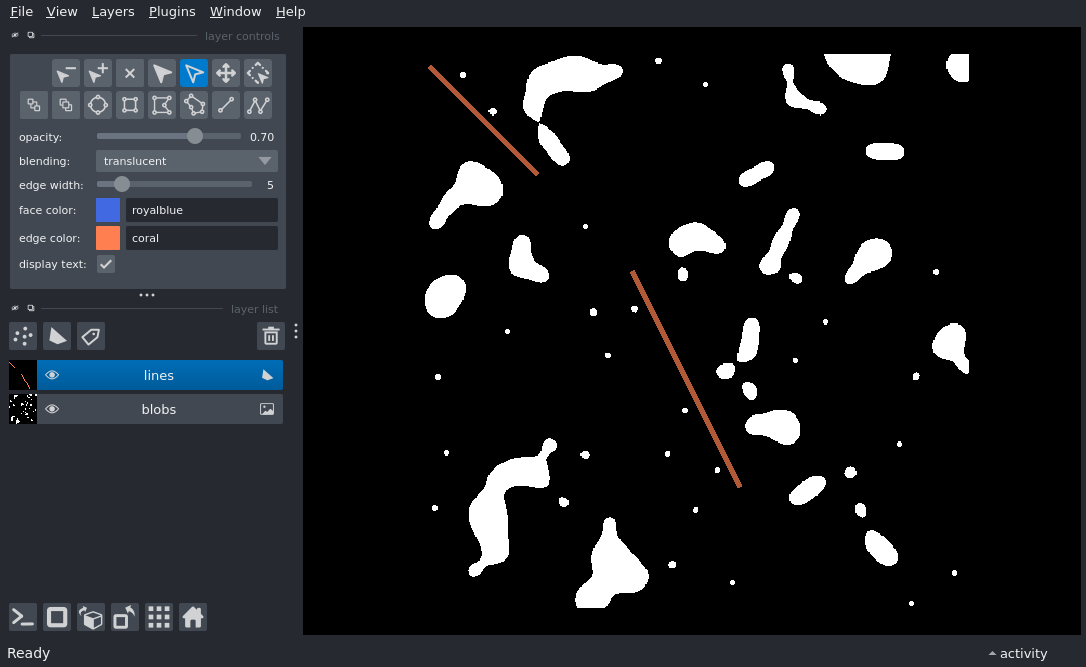 File View Layers Plugins Window Help
layer controls
opacity: 0.70
blending: translucent
edge width: 5
face color: royalblue
edge color: coral
display text:
layer list
lines
blobs
Ready activity